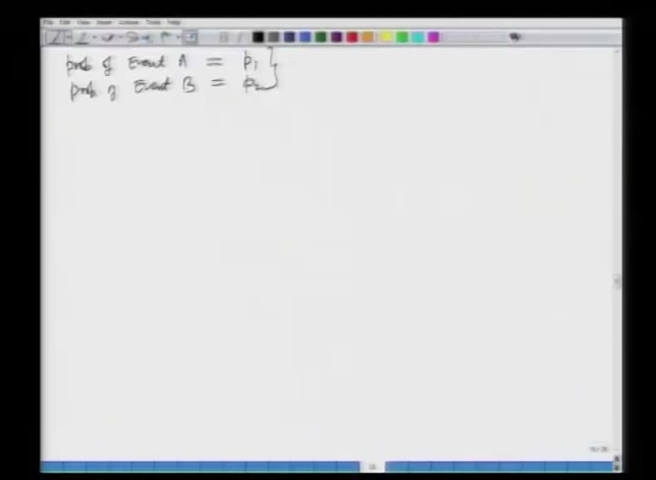 prob of Event A = p1
prob of Event B = p2